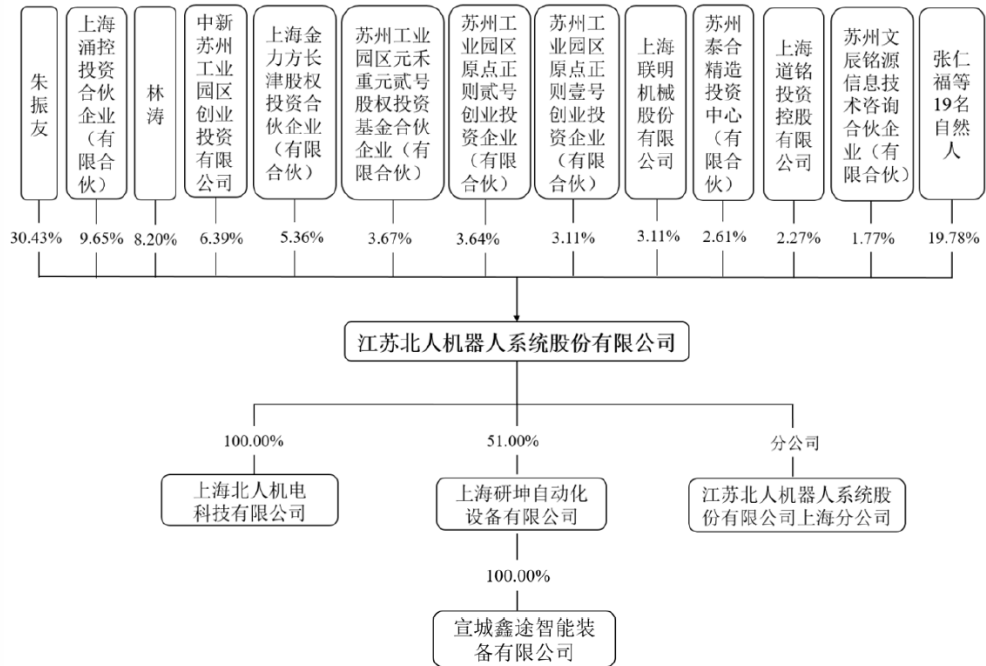 朱
振
友
上海
涌控
投资
合伙
企业
（有
限合
伙）
林
涛
中新
苏州
工业
园区
创业
投资
有限
公司
上海金
力方长
津股权
投资合
伙企业
（有限
合伙）
苏州工业
园区元禾
重元贰号
股权投资
基金合伙
企业（有
限合伙）
苏州工
业园区
原点正
则贰号
创业投
资企业
（有限
合伙）
苏州工
业园区
原点正
则壹号
创业投
资企业
（有限
合伙）
上海
联明
机械
股份
有限
公司
苏州
泰合
精造
投资
中心
（有
限合
伙）
上海
道铭
投资
控股
有限
公司
苏州文
辰铭源
信息技
术咨询
合伙企
业（有
限合伙）
张仁
福等
19名
自然
人
30.43%
9.65%
8.20%
6.39%
5.36%
3.67%
3.64%
3.11%
3.11%
2.61%
2.27%
1.77%
19.78%
江苏北人机器人系统股份有限公司
100.00%
51.00%
分公司
上海北人机电
科技有限公司
上海研坤自动化
设备有限公司
江苏北人机器人系统股
份有限公司上海分公司
100.00%
宣城鑫途智能装
备有限公司